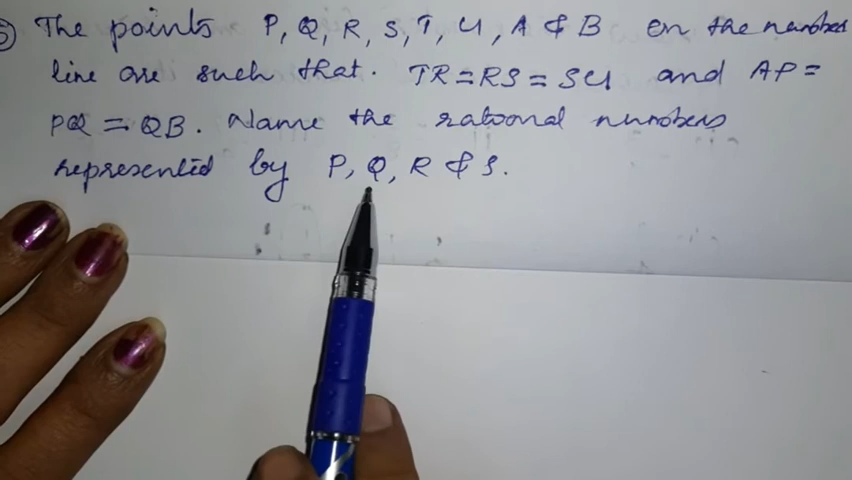 The points P, Q, R, S, T, U, A & B on the number
line are such that. TR = RS = SU and AP =
PQ = QB. Name the rational numbers
represented by P, Q, R & S.